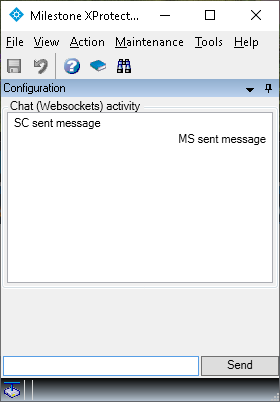 Milestone XProtect...
File View Action Maintenance Tools Help
Configuration
Chat (Websockets) activity
SC sent message
MS sent message
Send